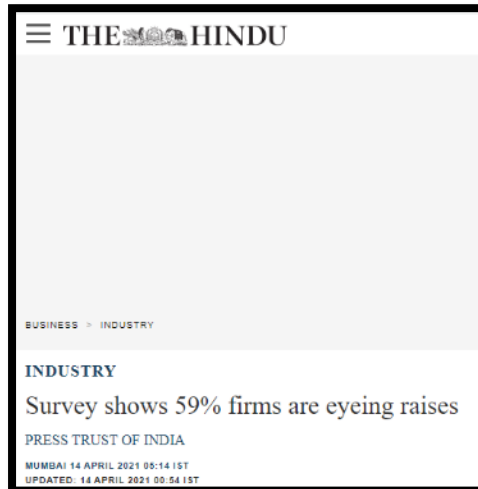 THE HINDU
BUSINESS > INDUSTRY
INDUSTRY
Survey shows 59% firms are eyeing raises
PRESS TRUST OF INDIA
MUMBAI 14 APRIL 2021 05:14 IST
UPDATED: 14 APRIL 2021 00:54 IST